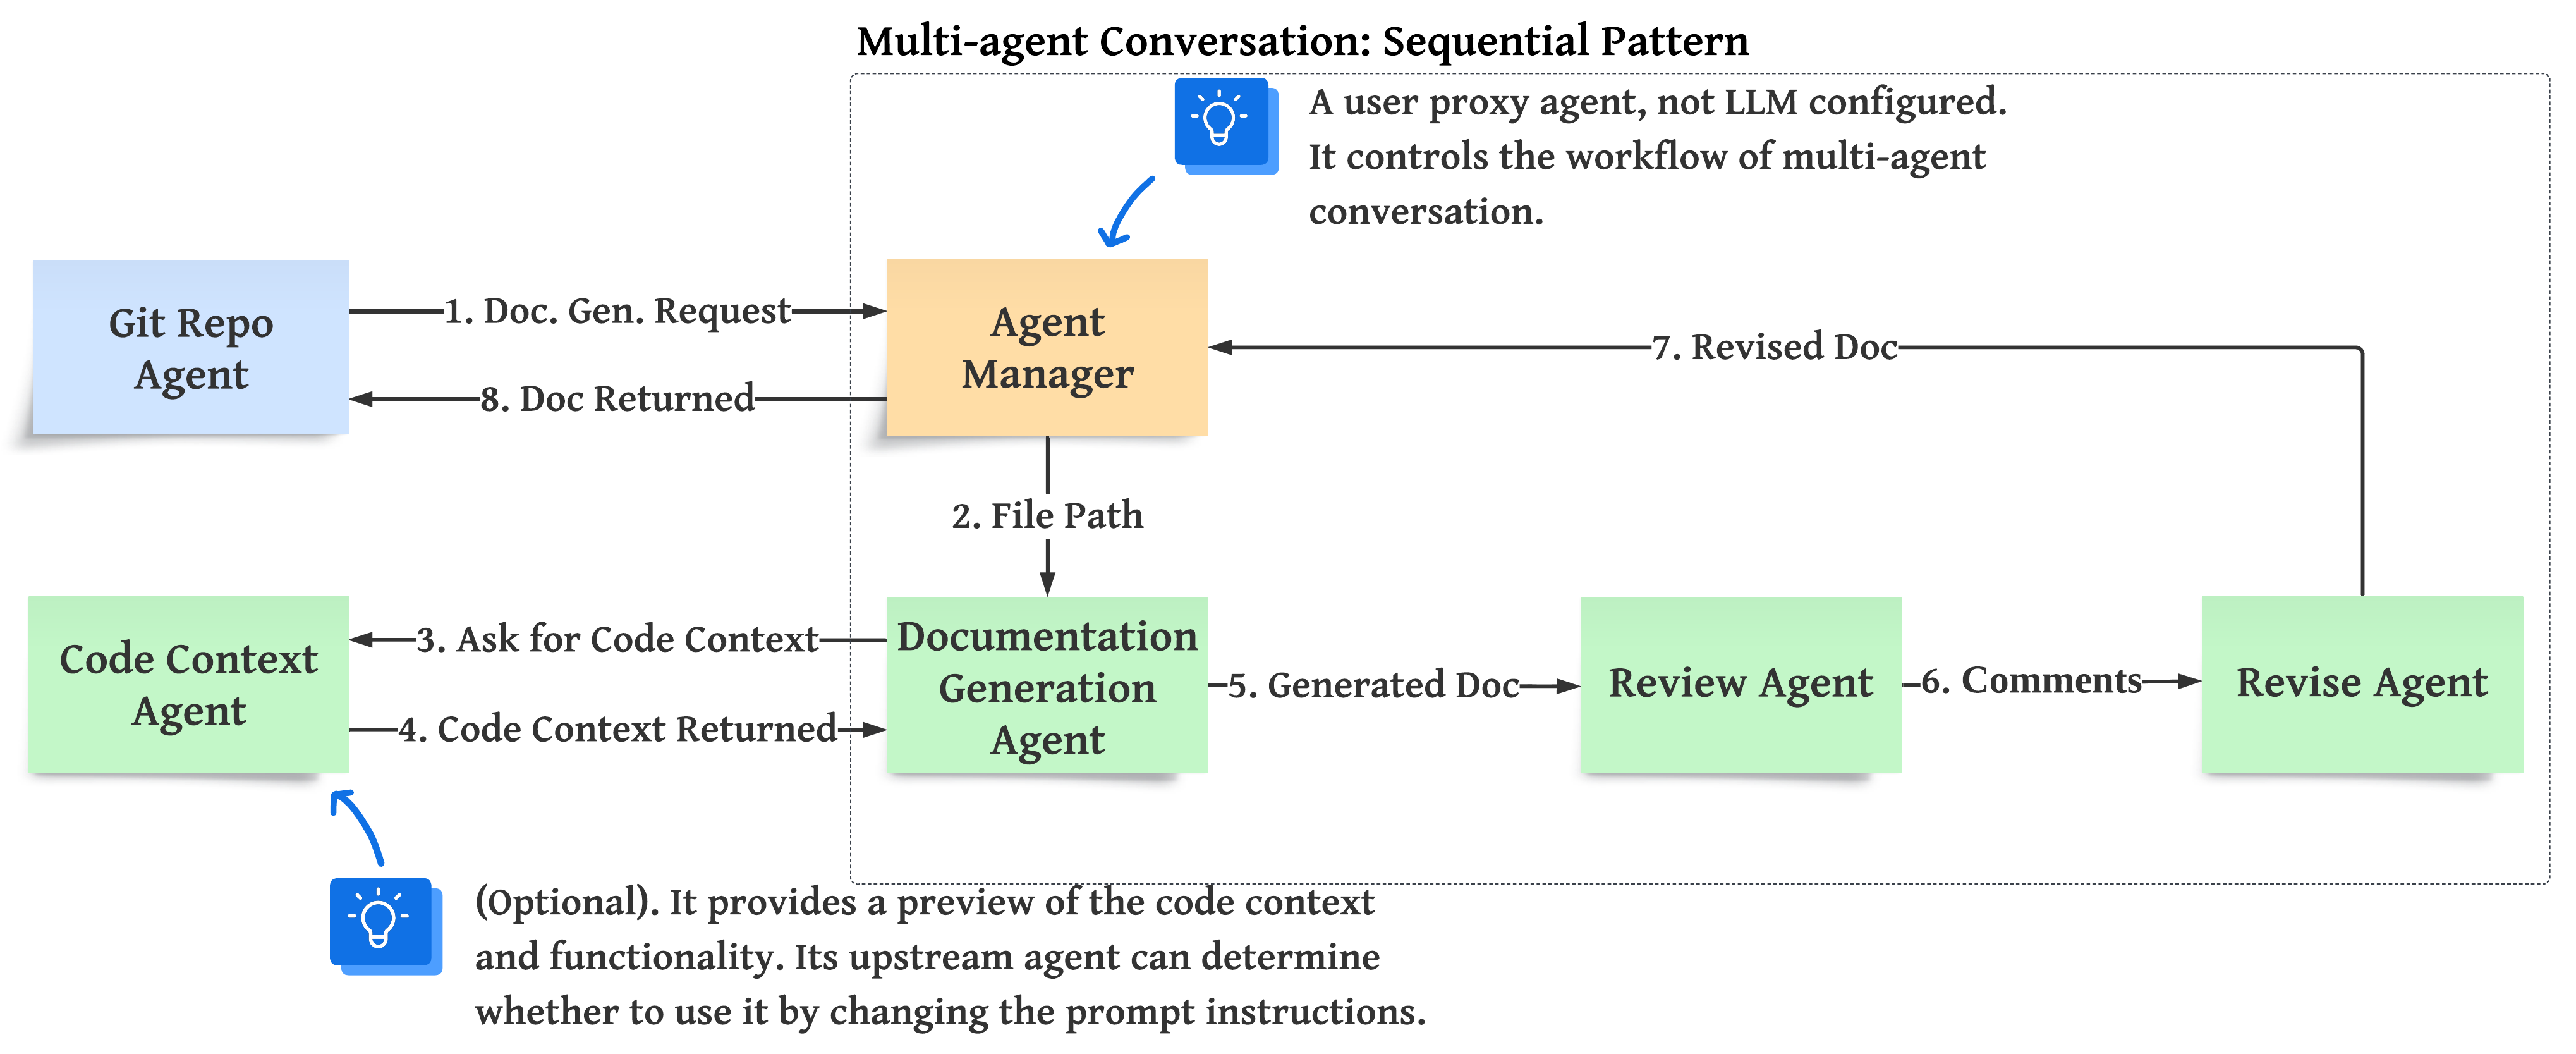 Multi-agent Conversation: Sequential Pattern
A user proxy agent, not LLM configured.
It controls the workflow of multi-agent
conversation.
Git Repo
Agent
1. Doc. Gen. Request
8. Doc Returned
Agent
Manager
7. Revised Doc
2. File Path
Code Context
Agent
3. Ask for Code Context
4. Code Context Returned
Documentation
Generation
Agent
5. Generated Doc
Review Agent
6. Comments
Revise Agent
(Optional). It provides a preview of the code context
and functionality. Its upstream agent can determine
whether to use it by changing the prompt instructions.